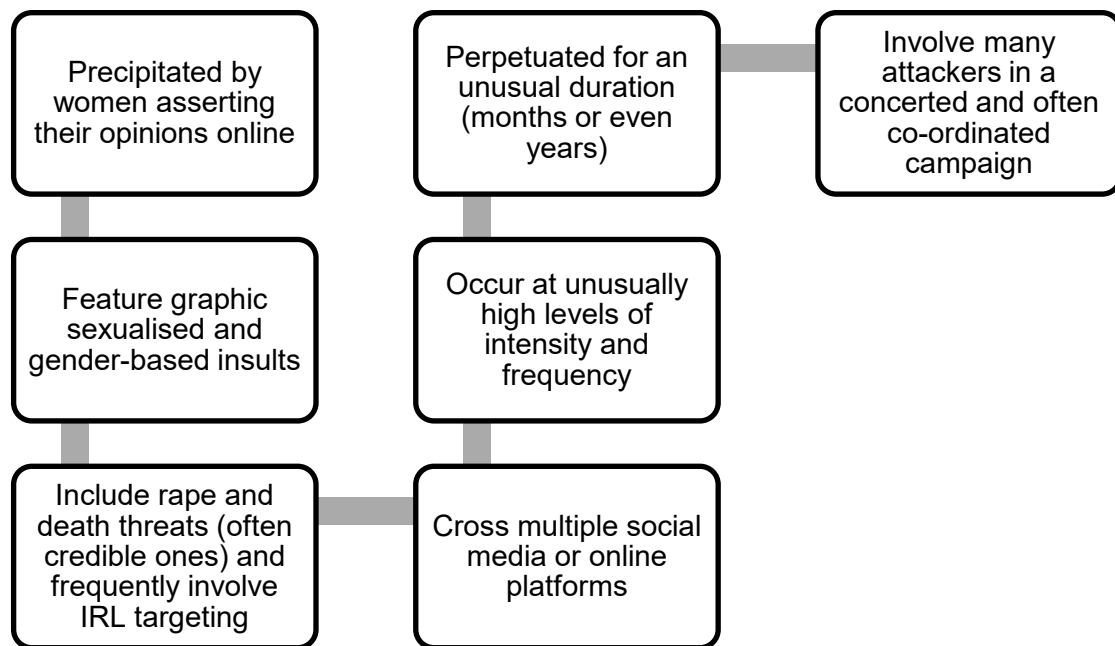 Precipitated by
women asserting
their opinions online
Feature graphic
sexualised and
gender-based insults
Include rape and
death threats (often
credible ones) and
frequently involve
IRL targeting
Cross multiple social
media or online
platforms
Occur at unusually
high levels of
intensity and
frequency
Perpetuated for an
unusual duration
(months or even
years)
Involve many
attackers in a
concerted and often
co-ordinated
campaign